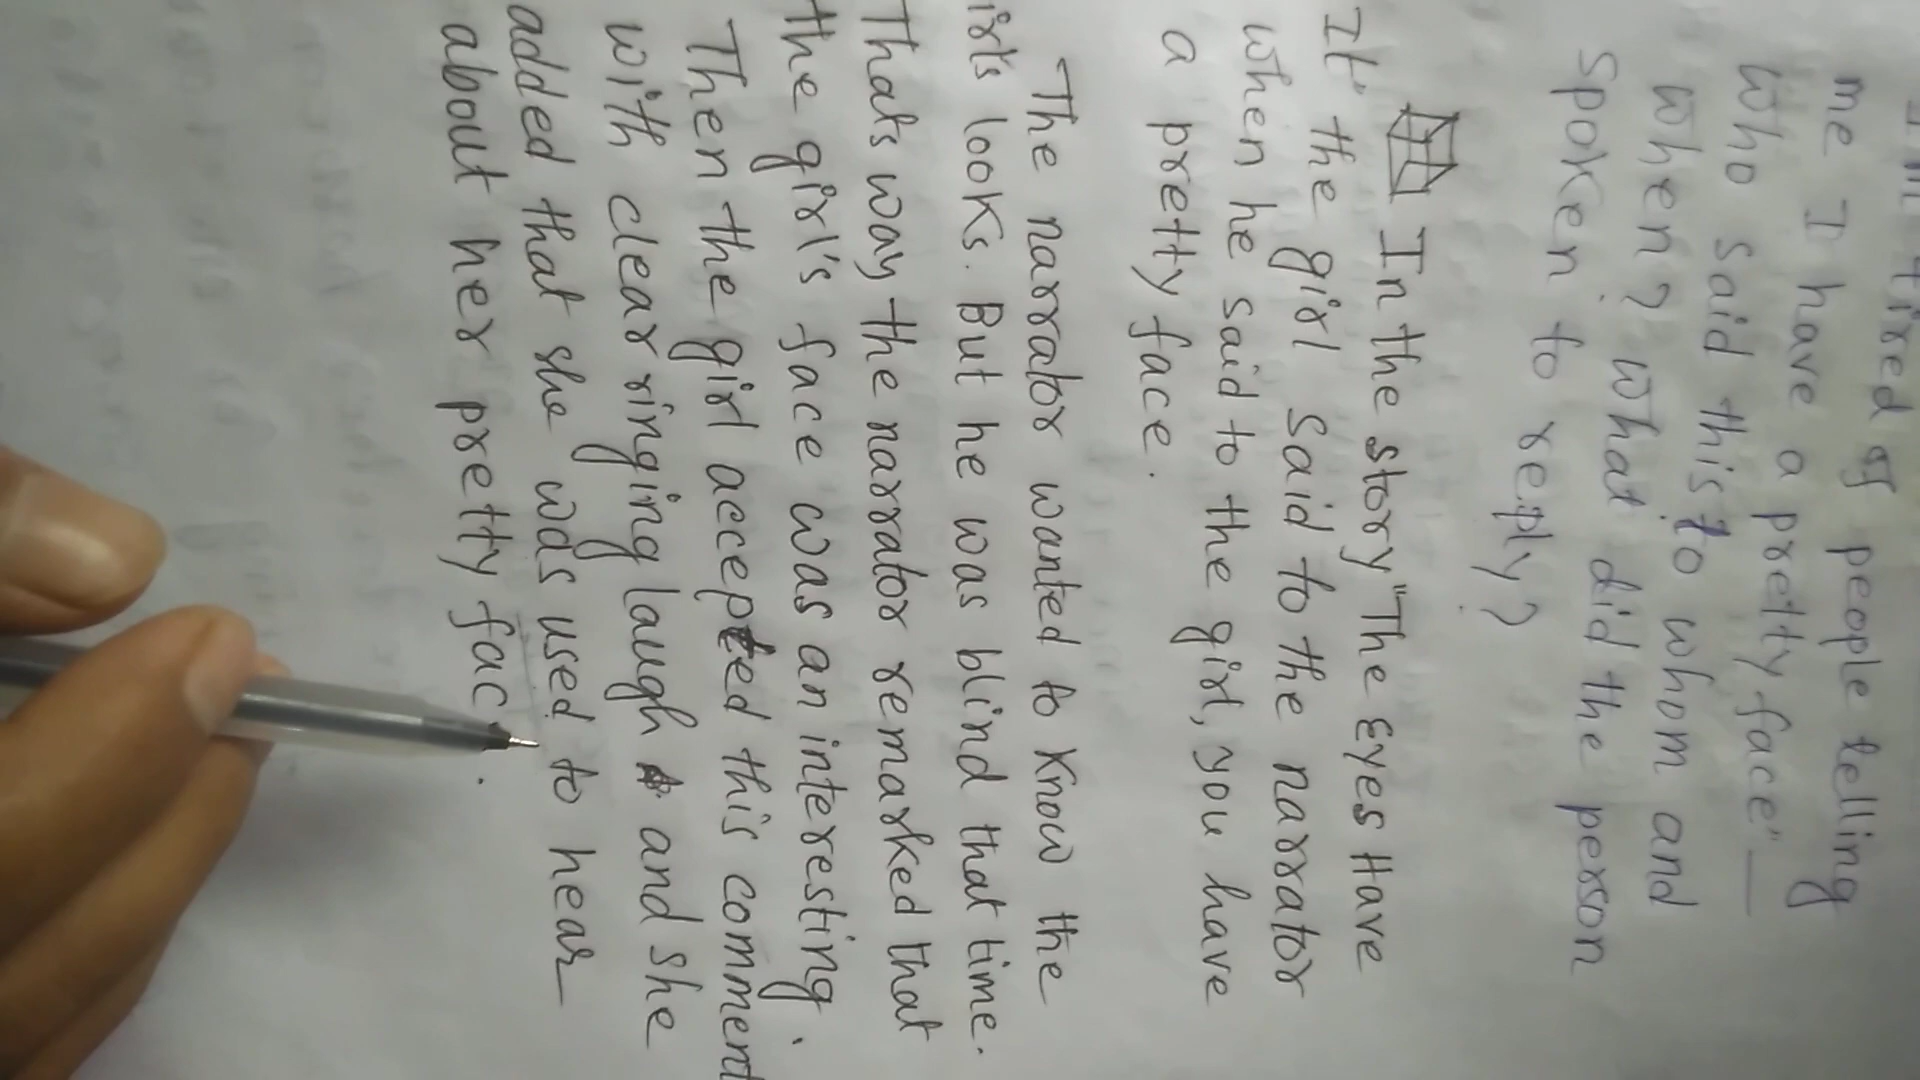 I'm tired of people telling
me I have a pretty face" —
Who said this to whom and
when? What did the person
spoken to reply?
In the story "The Eyes Have
It" the girl said to the narrator
when he said to the girl, you have
a pretty face.
The narrator wanted to know the
irl's looks. But he was blind that time.
Thats way the narrator remarked that
the girl's face was an interesting.
Then the girl accepted this comment
with clear ringing laugh and she
added that she was used to hear
about her pretty fac